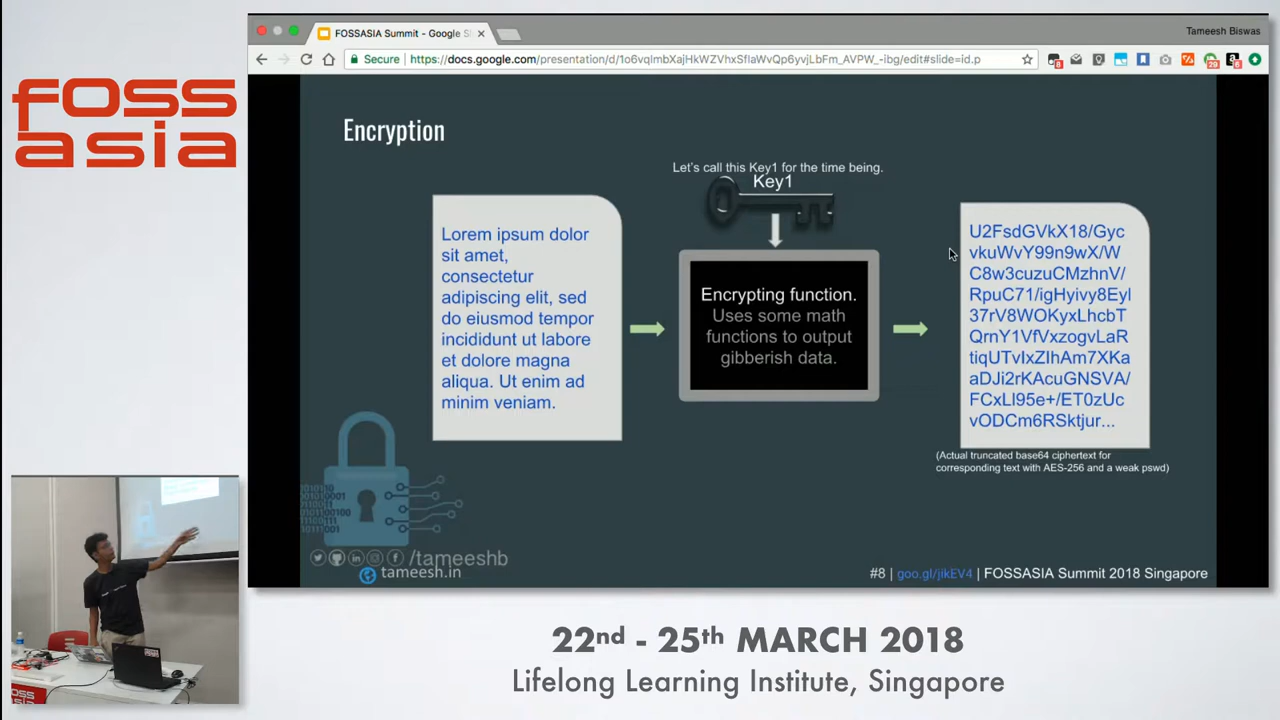 foss
asia
FOSSASIA Summit - Google Sl
Tameesh Biswas
Secure
https://docs.google.com/presentation/d/1o6vqImbXajHkWZVhxSflaWvQp6yvjLbFm_AVPW_-ibg/edit#slide=id.p
Encryption
Let's call this Key1 for the time being.
Key1
Lorem ipsum dolor
sit amet,
consectetur
adipiscing elit, sed
do eiusmod tempor
incididunt ut labore
et dolore magna
aliqua. Ut enim ad
minim veniam.
Encrypting function.
Uses some math
functions to output
gibberish data.
U2FsdGVkX18/Gyc
vkuWvY99n9wX/W
C8w3cuzuCMzhnV/
RpuC71/igHyivy8Eyl
37rV8WOKyxLhcbT
QrnY1VfVxzogvLaR
tiqUTvIxZIhAm7XKa
aDJi2rKAcuGNSVA/
FCxLl95e+/ET0zUc
vODCm6RSktjur...
(Actual truncated base64 ciphertext for
corresponding text with AES-256 and a weak pswd)
/tameeshb
tameesh.in
#8 | goo.gl/jikEV4 | FOSSASIA Summit 2018 Singapore
22nd - 25th MARCH 2018
Lifelong Learning Institute, Singapore